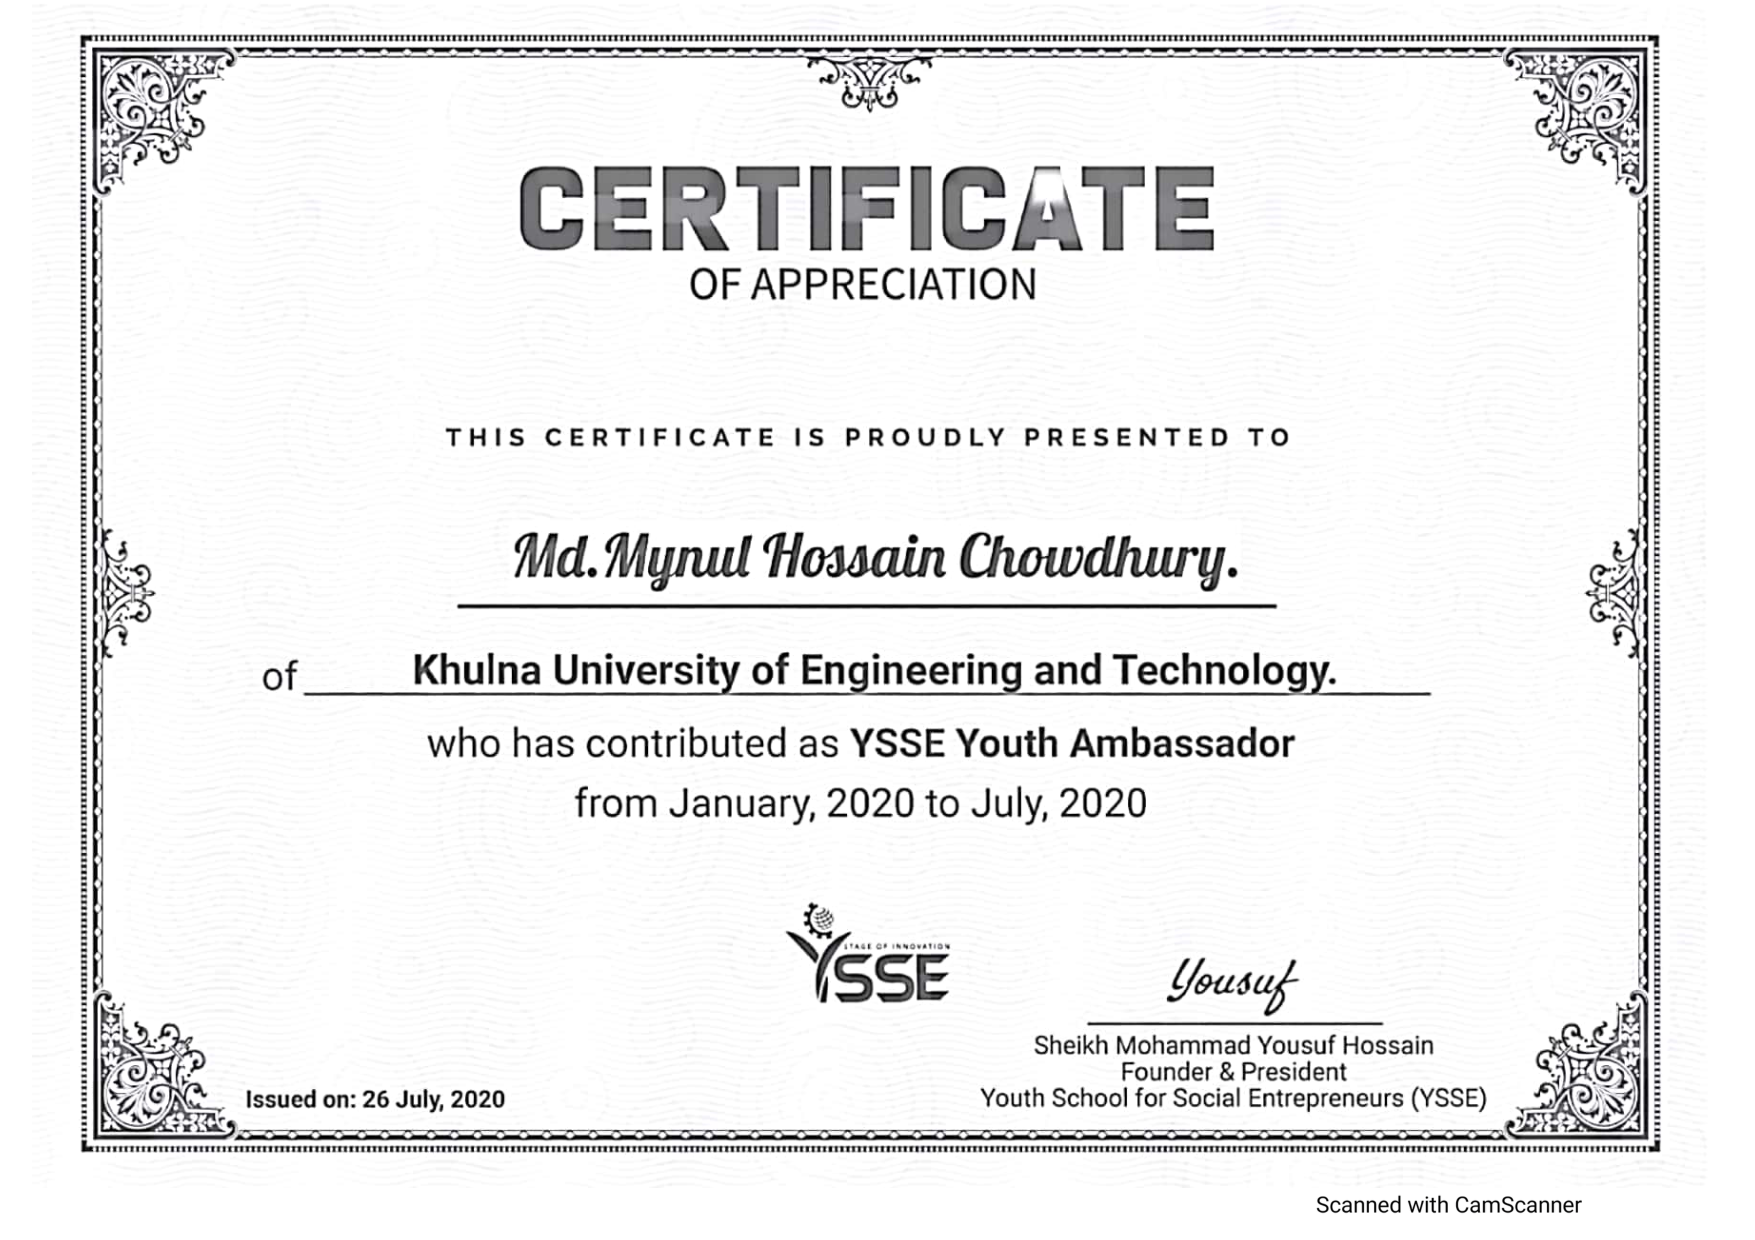 CERTIFICATE
OF APPRECIATION
THIS CERTIFICATE IS PROUDLY PRESENTED TO
Md.Mynul Hossain Chowdhury.
of Khulna University of Engineering and Technology.
who has contributed as YSSE Youth Ambassador
from January, 2020 to July, 2020
STAGE OF INNOVATION
YSSE
Yousuf
Sheikh Mohammad Yousuf Hossain
Founder & President
Youth School for Social Entrepreneurs (YSSE)
Issued on: 26 July, 2020
Scanned with CamScanner